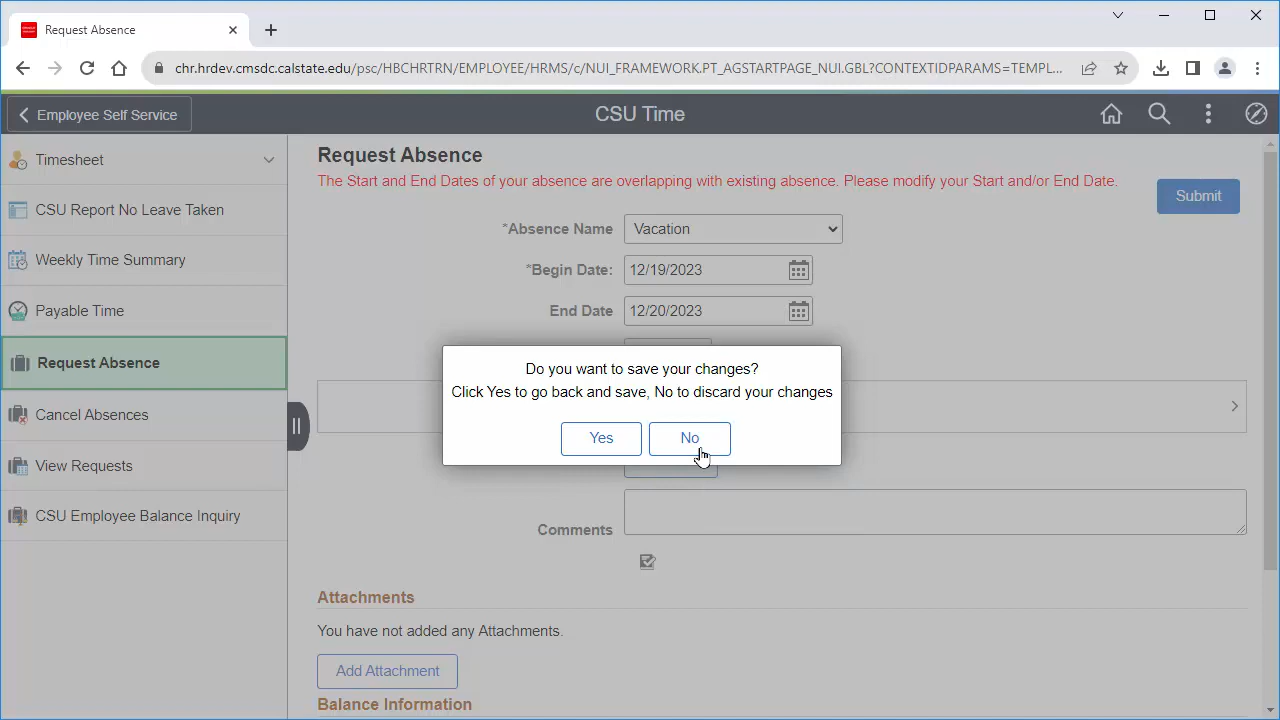 Request Absence
chr.hrdev.cmsdc.calstate.edu/psc/HBCHRTRN/EMPLOYEE/HRMS/c/NUI_FRAMEWORK.PT_AGSTARTPAGE_NUI.GBL?CONTEXTIDPARAMS=TEMPL...
Employee Self Service
CSU Time
Timesheet
CSU Report No Leave Taken
Weekly Time Summary
Payable Time
Request Absence
Cancel Absences
View Requests
CSU Employee Balance Inquiry
Request Absence
The Start and End Dates of your absence are overlapping with existing absence. Please modify your Start and/or End Date.
Submit
*Absence Name Vacation
*Begin Date: 12/19/2023
End Date 12/20/2023
Do you want to save your changes?
Click Yes to go back and save, No to discard your changes
Yes No
Comments
Attachments
You have not added any Attachments.
Add Attachment
Balance Information